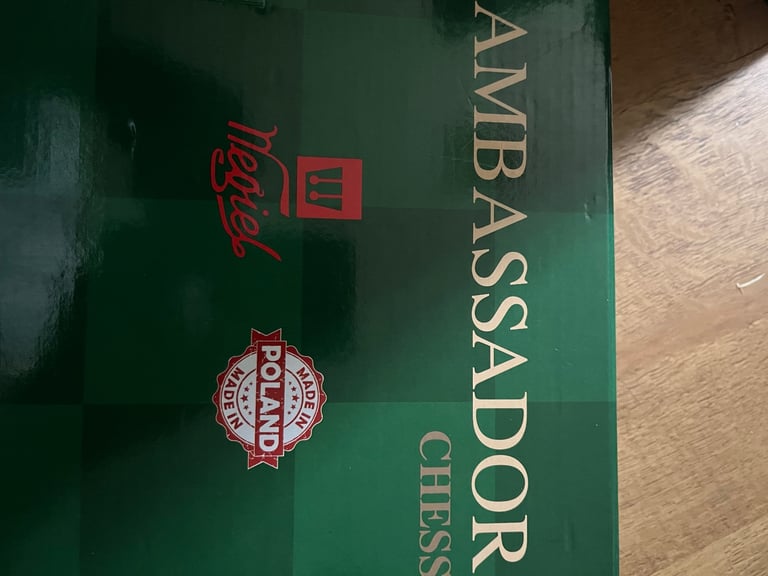 AMBASSADOR
CHESS
Wegiel
MADE IN
POLAND
MADE IN